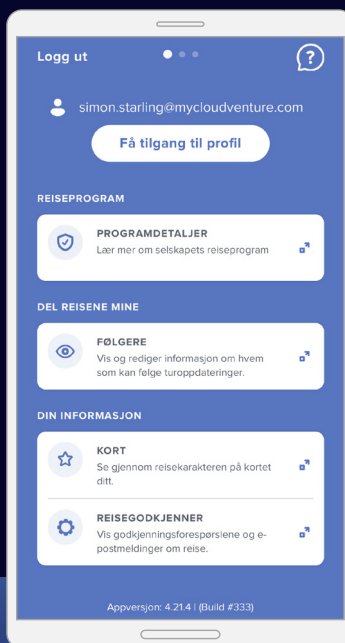 Logg ut
?
simon.starling@mycloudventure.com
Få tilgang til profil
REISEPROGRAM
PROGRAMDETALJER
Lær mer om selskapets reiseprogram
DEL REISENE MINE
FØLGERE
Vis og rediger informasjon om hvem
som kan følge turoppdateringer.
DIN INFORMASJON
KORT
Se gjennom reisekarakteren på kortet
ditt.
REISEGODKJENNER
Vis godkjenningsforespørslene og e-
postmeldinger om reise.
Appversjon: 4.21.4 | (Build #333)